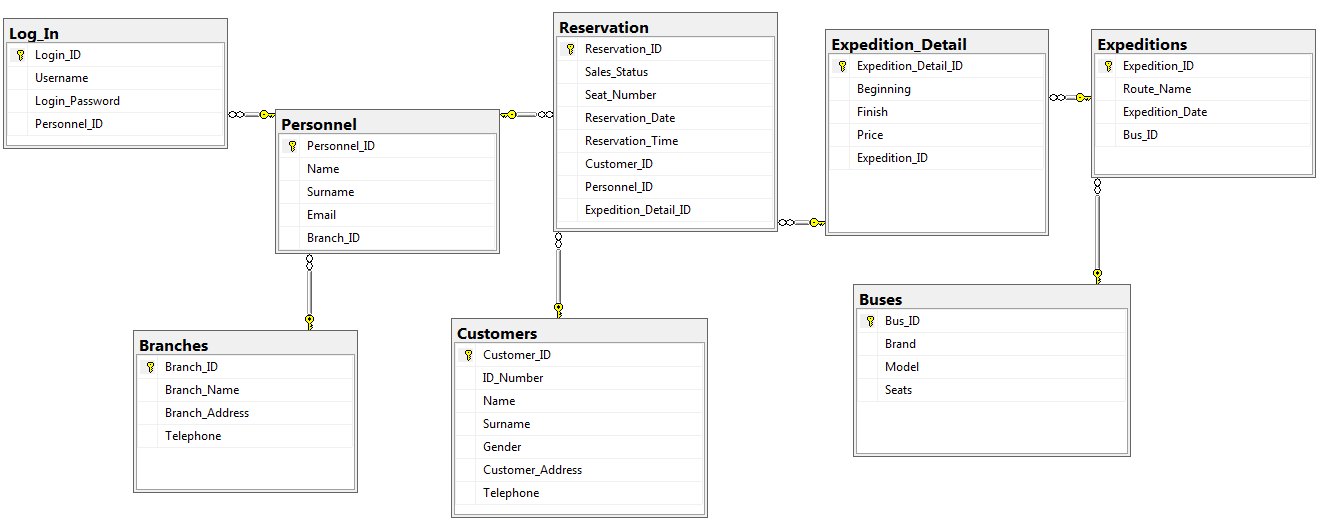 Log_In
Login_ID
Username
Login_Password
Personnel_ID
Personnel
Personnel_ID
Name
Surname
Email
Branch_ID
Reservation
Reservation_ID
Sales_Status
Seat_Number
Reservation_Date
Reservation_Time
Customer_ID
Personnel_ID
Expedition_Detail_ID
Expedition_Detail
Expedition_Detail_ID
Beginning
Finish
Price
Expedition_ID
Expeditions
Expedition_ID
Route_Name
Expedition_Date
Bus_ID
Branches
Branch_ID
Branch_Name
Branch_Address
Telephone
Customers
Customer_ID
ID_Number
Name
Surname
Gender
Customer_Address
Telephone
Buses
Bus_ID
Brand
Model
Seats